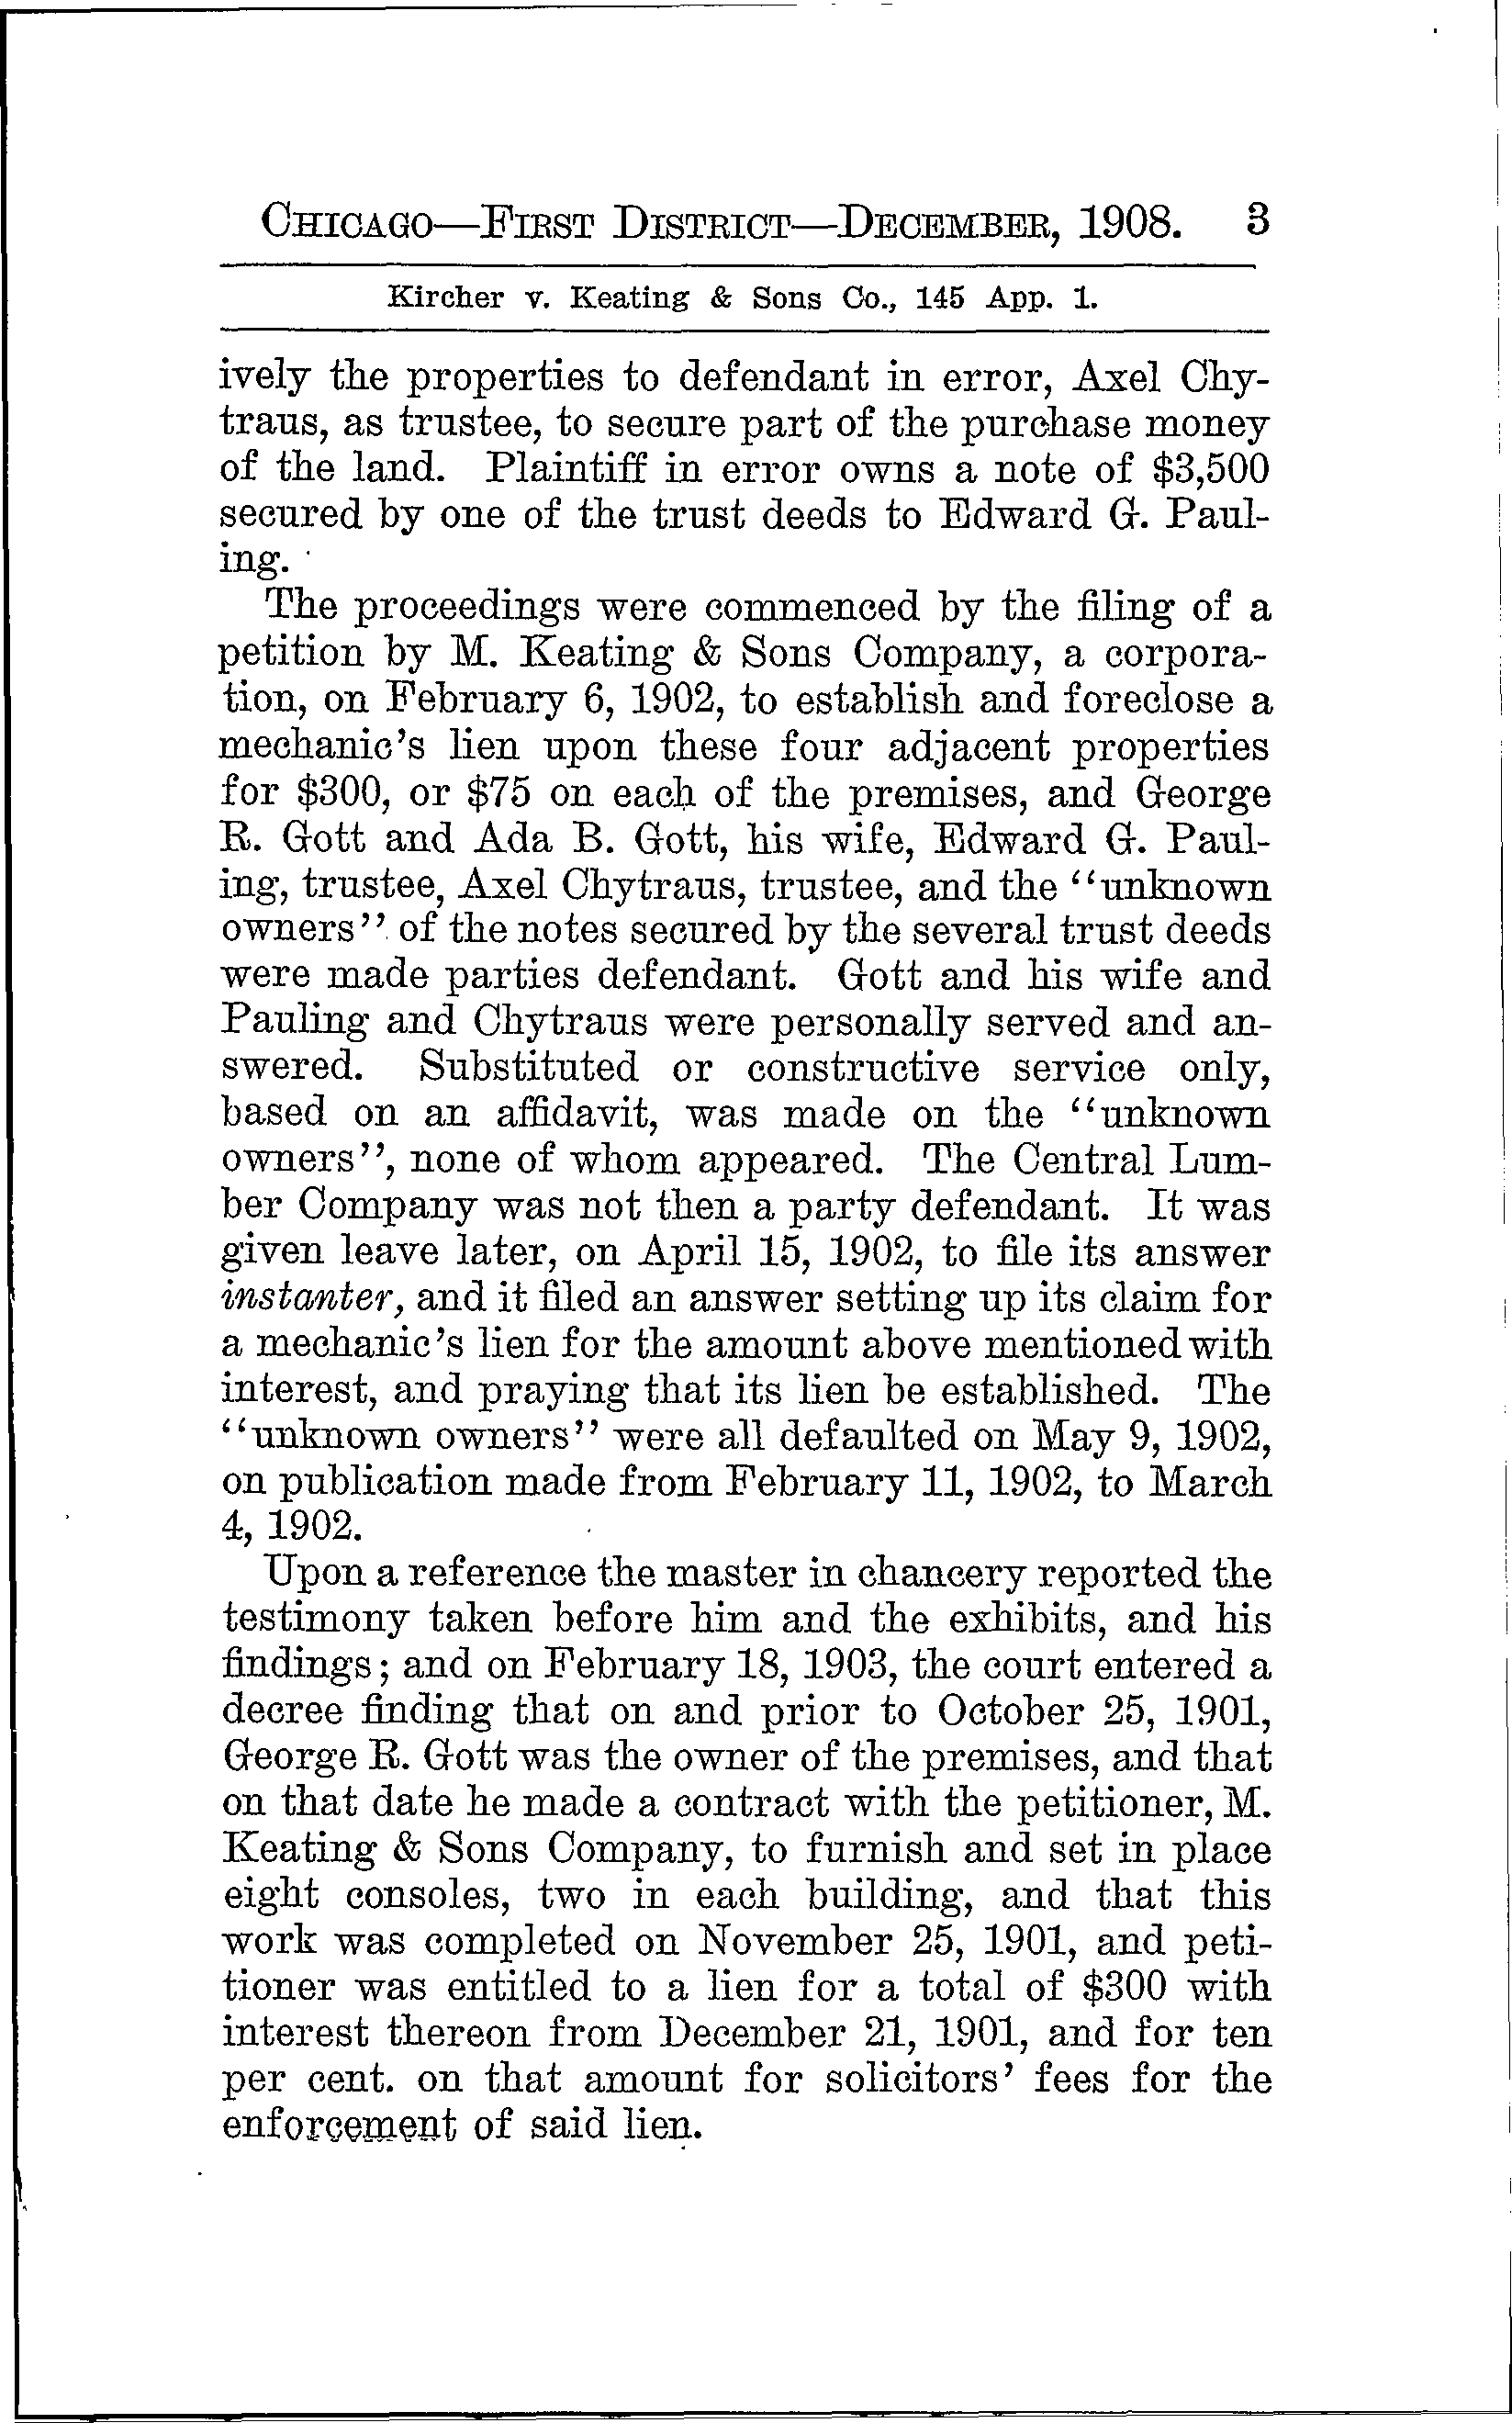 CHICAGO—FIRST DISTRICT—DECEMBER, 1908. 3
Kircher v. Keating & Sons Co., 145 App. 1.
ively the properties to defendant in error, Axel Chy-
traus, as trustee, to secure part of the purchase money
of the land. Plaintiff in error owns a note of $3,500
secured by one of the trust deeds to Edward G. Paul-
ing.
The proceedings were commenced by the filing of a
petition by M. Keating & Sons Company, a corpora-
tion, on February 6, 1902, to establish and foreclose a
mechanic's lien upon these four adjacent properties
for $300, or $75 on each of the premises, and George
R. Gott and Ada B. Gott, his wife, Edward G. Paul-
ing, trustee, Axel Chytraus, trustee, and the "unknown
owners" of the notes secured by the several trust deeds
were made parties defendant. Gott and his wife and
Pauling and Chytraus were personally served and an-
swered. Substituted or constructive service only,
based on an affidavit, was made on the "unknown
owners", none of whom appeared. The Central Lum-
ber Company was not then a party defendant. It was
given leave later, on April 15, 1902, to file its answer
instanter, and it filed an answer setting up its claim for
a mechanic's lien for the amount above mentioned with
interest, and praying that its lien be established. The
"unknown owners" were all defaulted on May 9, 1902,
on publication made from February 11, 1902, to March
4, 1902.
Upon a reference the master in chancery reported the
testimony taken before him and the exhibits, and his
findings; and on February 18, 1903, the court entered a
decree finding that on and prior to October 25, 1901,
George R. Gott was the owner of the premises, and that
on that date he made a contract with the petitioner, M.
Keating & Sons Company, to furnish and set in place
eight consoles, two in each building, and that this
work was completed on November 25, 1901, and peti-
tioner was entitled to a lien for a total of $300 with
interest thereon from December 21, 1901, and for ten
per cent. on that amount for solicitors' fees for the
enforcement of said lien.